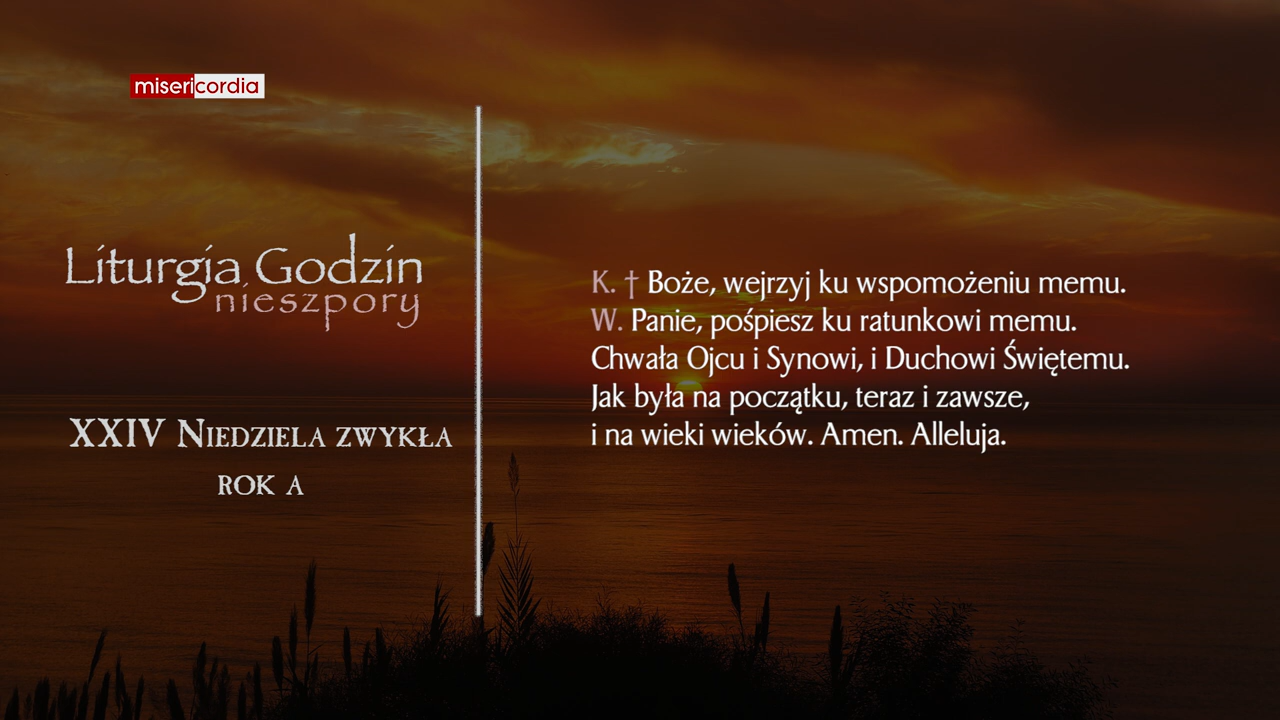 misericordia
Liturgia Godzin
nieszpory
XXIV Niedziela zwykła
rok A
K. † Boże, wejrzyj ku wspomożeniu memu.
W. Panie, pośpiesz ku ratunkowi memu.
Chwała Ojcu i Synowi, i Duchowi Świętemu.
Jak była na początku, teraz i zawsze,
i na wieki wieków. Amen. Alleluja.